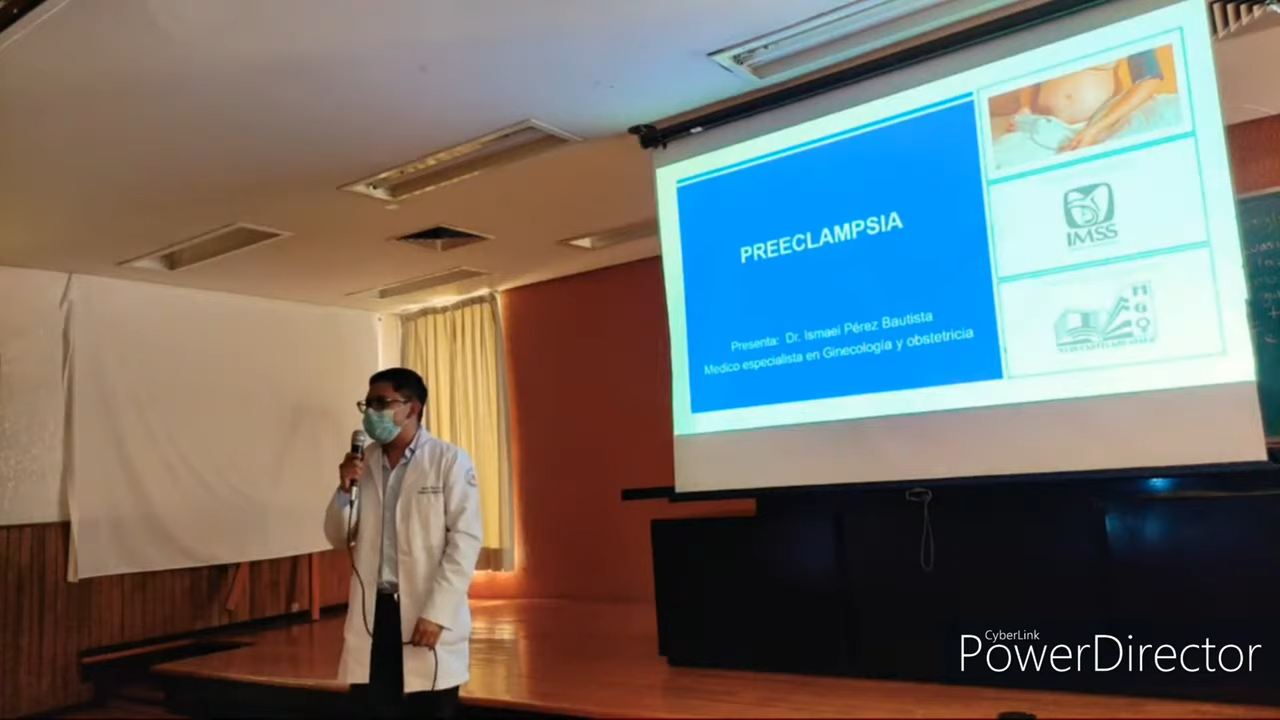 PREECLAMPSIA
Presenta: Dr. Ismael Pérez Bautista
Medico especialista en Ginecología y obstetricia
IMSS
CyberLink
PowerDirector